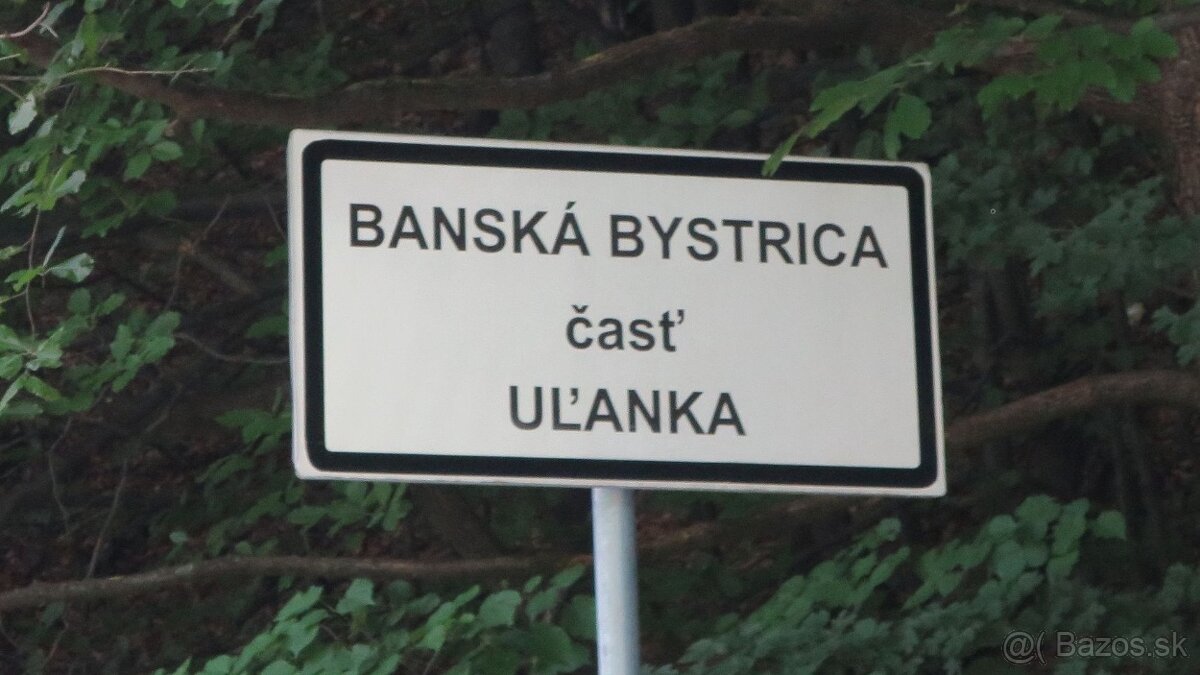 BANSKÁ BYSTRICA
časť
UĽANKA
@( Bazos.sk